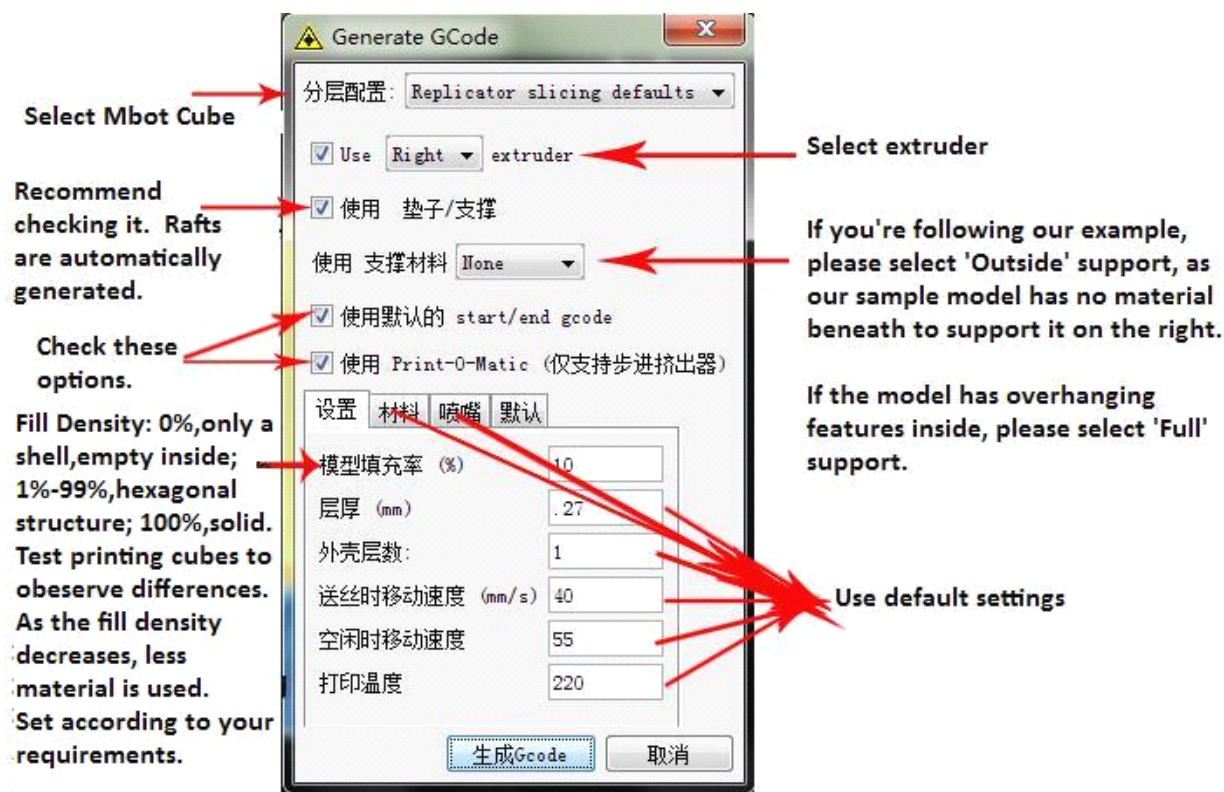 Generate GCode
分层配置: Replicator slicing defaults
Select Mbot Cube
Use Right extruder
Select extruder
Recommend
checking it. Rafts
are automatically
generated.
使用 垫子/支撑
使用 支撑材料 None
If you're following our example,
please select 'Outside' support, as
our sample model has no material
beneath to support it on the right.
If the model has overhanging
features inside, please select 'Full'
support.
使用默认的 start/end gcode
Check these
options.
使用 Print-O-Matic (仅支持步进挤出器)
设置 材料 喷嘴 默认
Fill Density: 0%,only a
shell,empty inside;
1%-99%,hexagonal
structure; 100%,solid.
Test printing cubes to
obeserve differences.
As the fill density
decreases, less
material is used.
Set according to your
requirements.
模型填充率 (%) 10
层厚 (mm) .27
外壳层数: 1
送丝时移动速度 (mm/s) 40
空闲时移动速度 55
打印温度 220
Use default settings
生成Gcode 取消